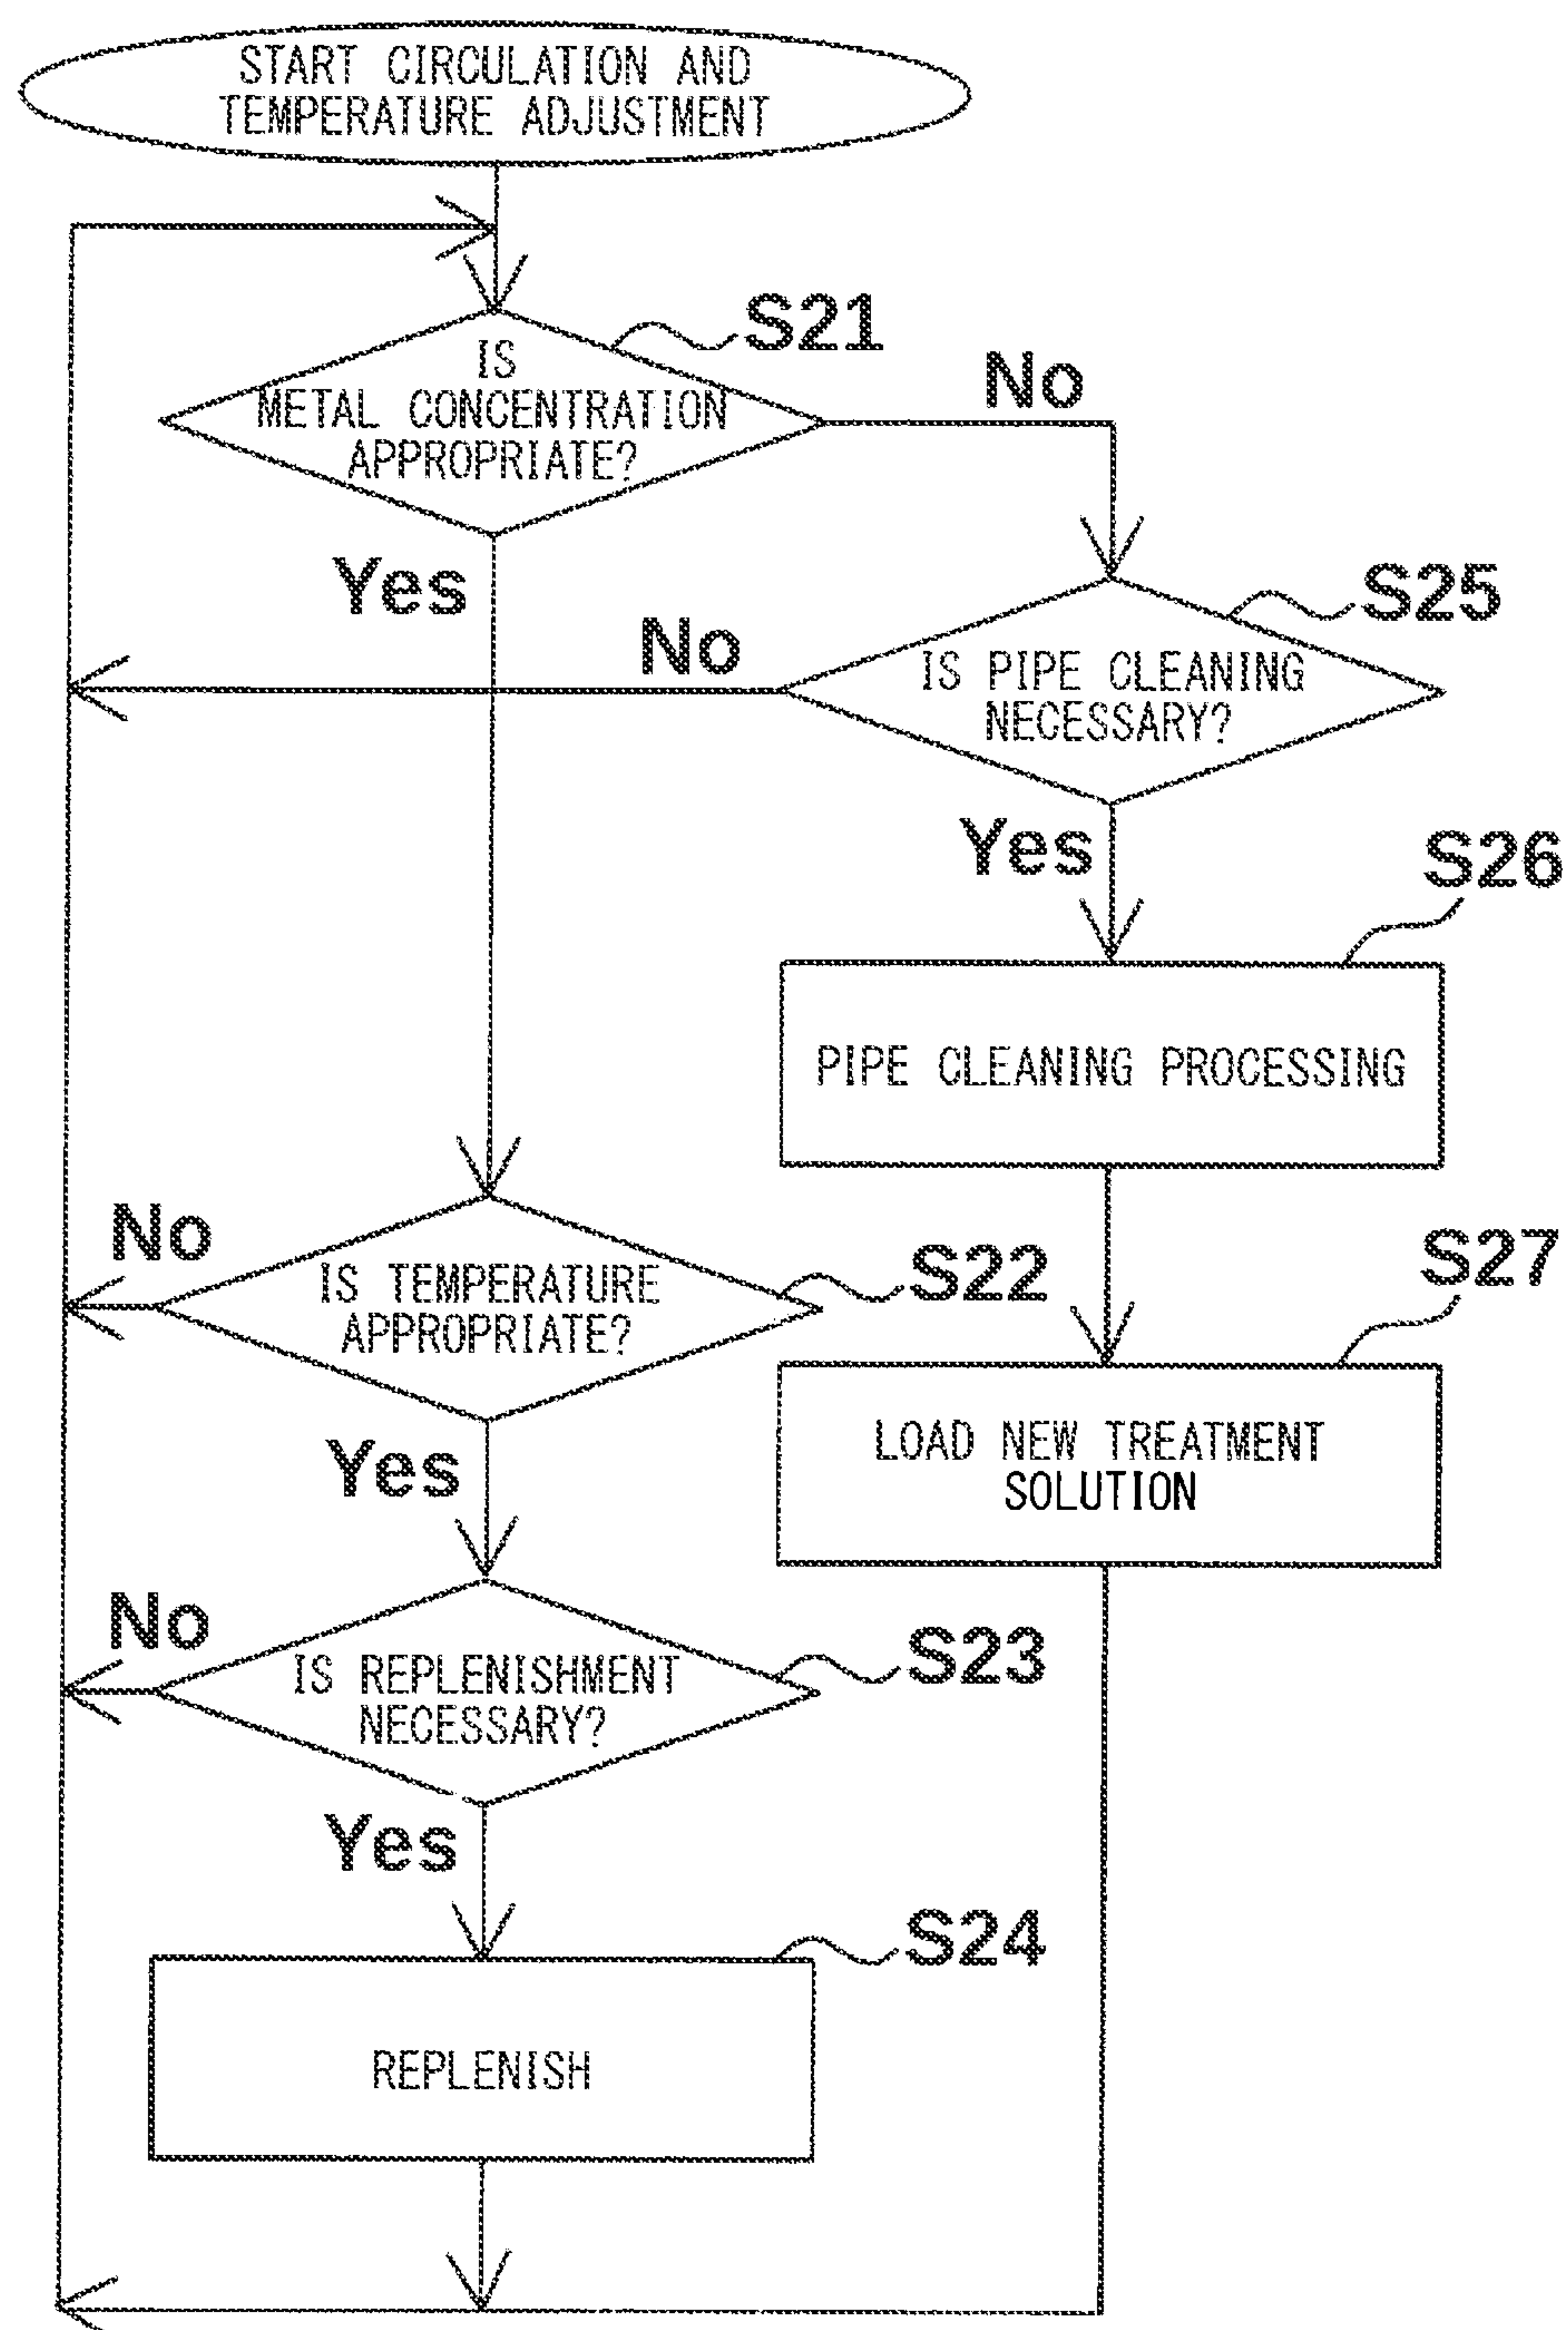 START CIRCULATION AND
TEMPERATURE ADJUSTMENT
S21
IS
METAL CONCENTRATION
APPROPRIATE?
No
Yes
S25
No
IS PIPE CLEANING
NECESSARY?
Yes
S26
PIPE CLEANING PROCESSING
No
S22
IS TEMPERATURE
APPROPRIATE?
S27
LOAD NEW TREATMENT
SOLUTION
Yes
No
S23
IS REPLENISHMENT
NECESSARY?
Yes
S24
REPLENISH